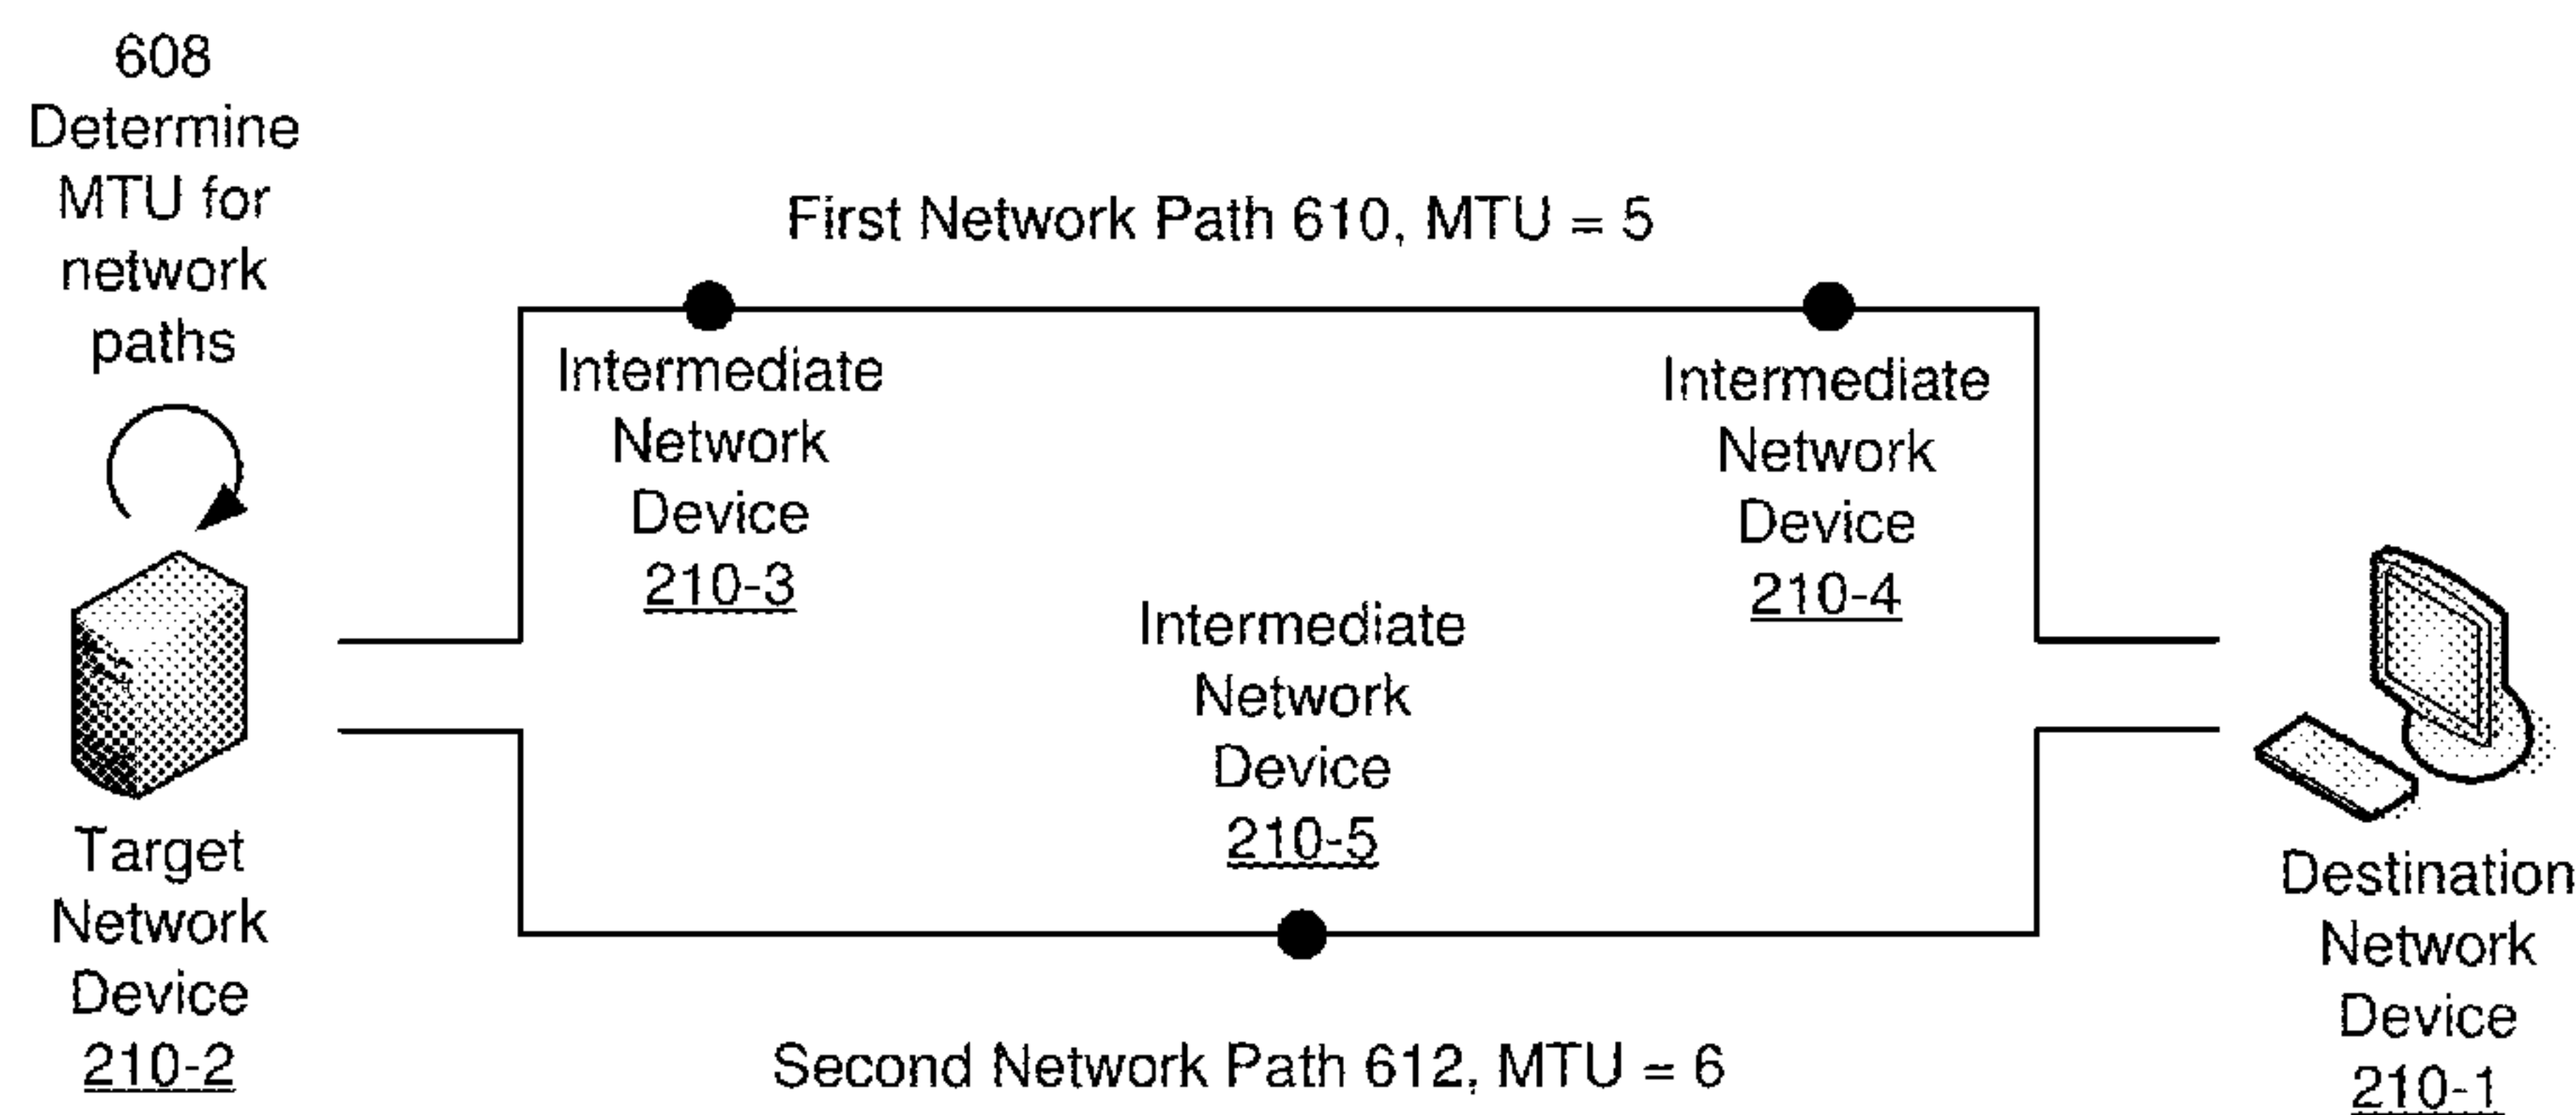 608
Determine
MTU for
network
paths
First Network Path 610, MTU = 5
Intermediate
Network
Device
210-3
Intermediate
Network
Device
210-4
Intermediate
Network
Device
210-5
Target
Network
Device
210-2
Destination
Network
Device
210-1
Second Network Path 612, MTU = 6